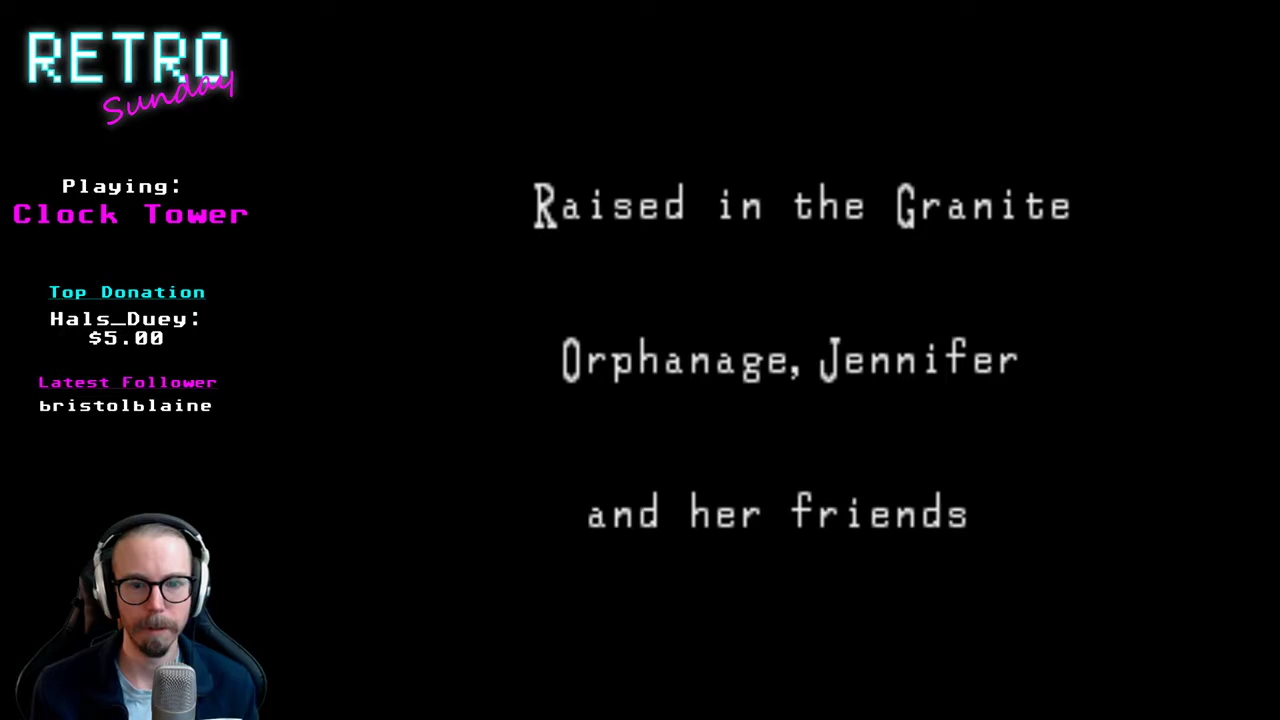 RETRO
Sunday
Playing:
Clock Tower
Top Donation
Hals_Duey:
$5.00
Latest Follower
bristolblaine
Raised in the Granite
Orphanage, Jennifer
and her friends